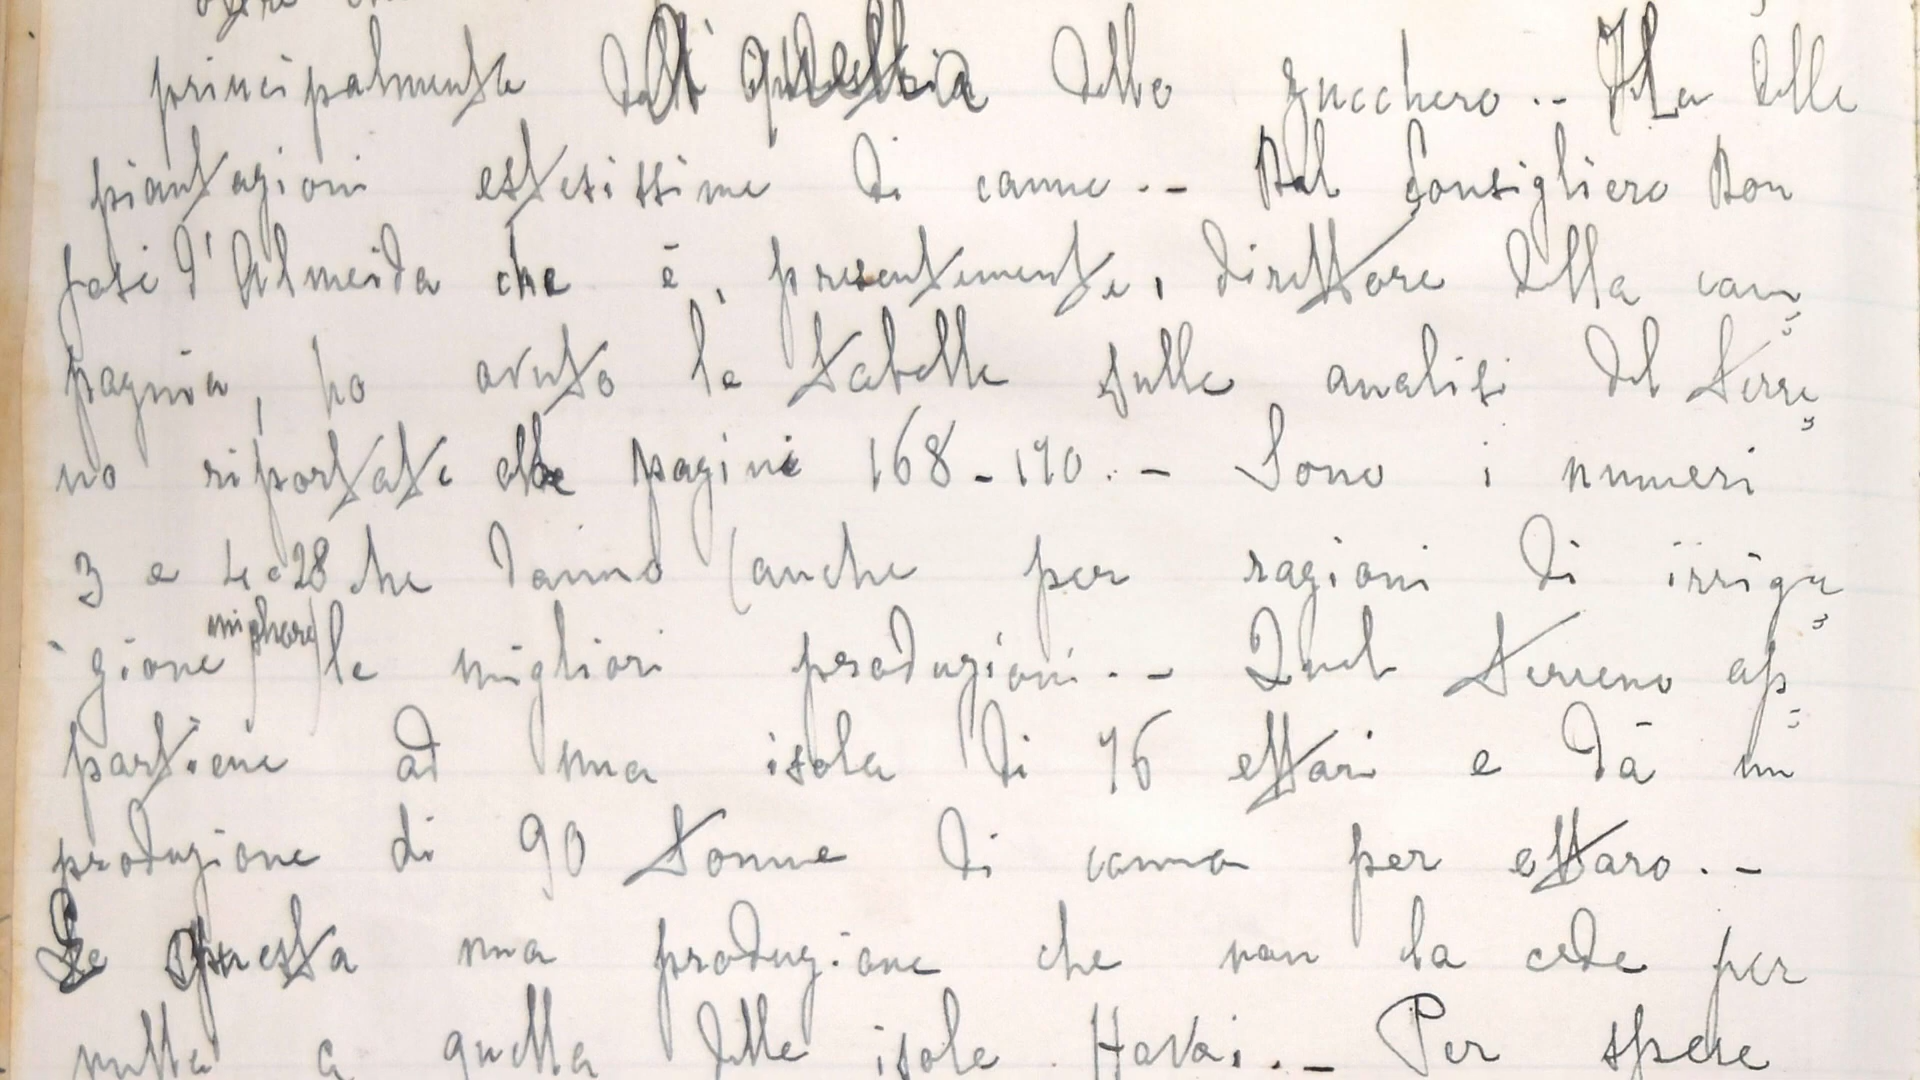 principalmente dell'industria dello zucchero.- Ha delle
piantagioni estesissime di canne.- Dal Consigliere Don
José d'Almeida che è, presentemente, direttore della com=
pagnia, ho avuto le tabelle sulle analisi del terre=
no riportate alle pagine 168-170.- Sono i numeri
3 e 4 e 28 che danno (anche per ragioni di irriga=
zione migliore) le migliori produzioni.- Quel terreno ap=
partiene ad una isola di 76 ettari e dà un
produzione di 90 tonne di canna per ettaro.-
È questa una produzione che non la cede per
nulla a quella delle isole Havai.- Per spese